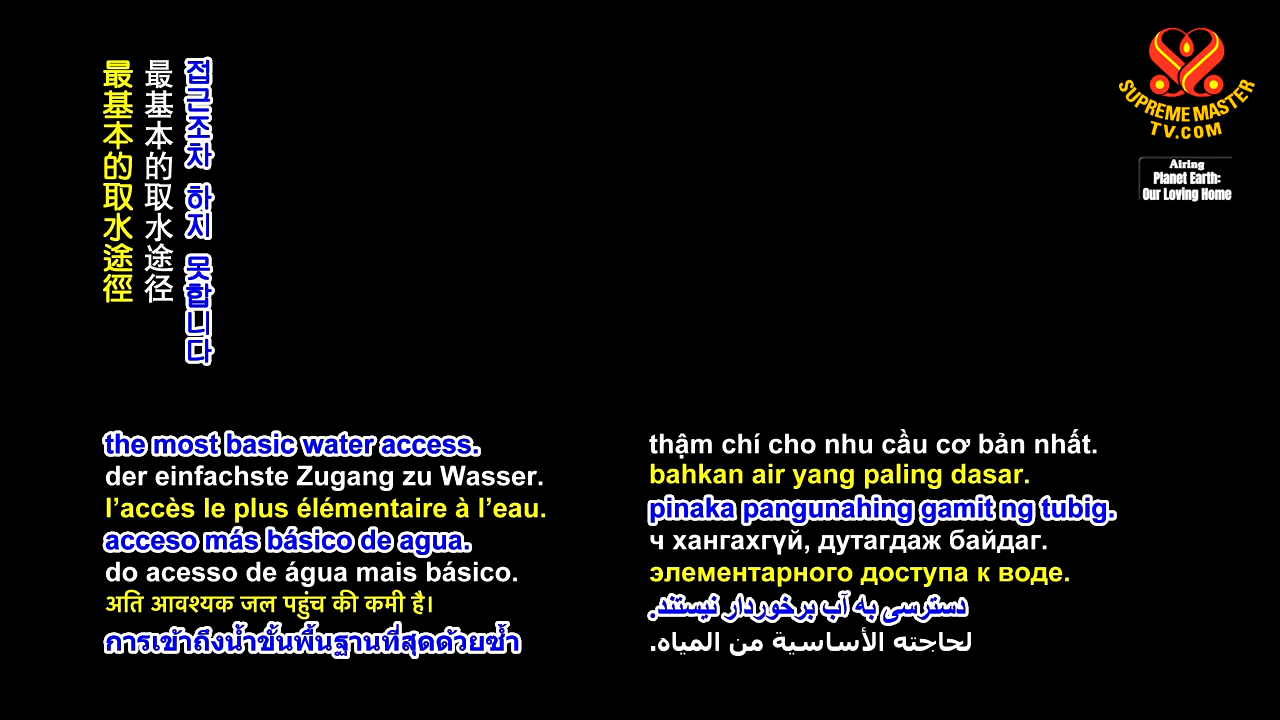 最基本的取水途徑
最基本的取水途径
접근조차 하지 못합니다
SUPREME MASTER
TV.COM
Airing
Planet Earth:
Our Loving Home
the most basic water access.
der einfachste Zugang zu Wasser.
l’accès le plus élémentaire à l’eau.
acceso más básico de agua.
do acesso de água mais básico.
अति आवश्यक जल पहुंच की कमी है।
การเข้าถึงน้ำขั้นพื้นฐานที่สุดด้วยซ้ำ
thậm chí cho nhu cầu cơ bản nhất.
bahkan air yang paling dasar.
pinaka pangunahing gamit ng tubig.
ч хангахгүй, дутагдаж байдаг.
элементарного доступа к воде.
دسترسی به آب برخوردار نیستند.
لحاجته الأساسية من المياه.